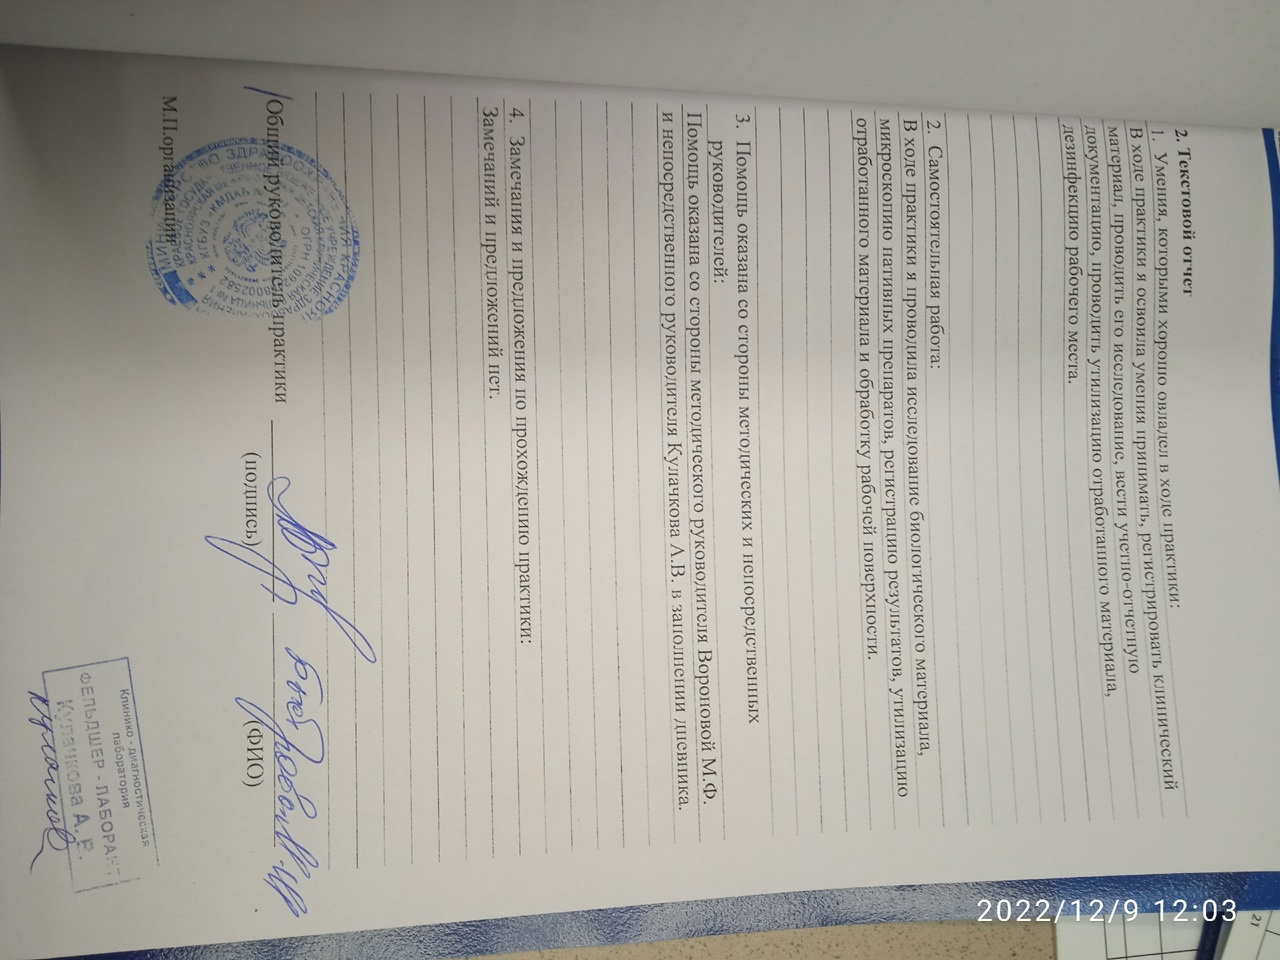 2. Текстовой отчет
1. Умения, которыми хорошо овладел в ходе практики:
В ходе практики я освоила умения принимать, регистрировать клинический
материал, проводить его исследование, вести учетно-отчетную
документацию, проводить утилизацию отработанного материала,
дезинфекцию рабочего места.
2. Самостоятельная работа:
В ходе практики я проводила исследование биологического материала,
микроскопию нативных препаратов, регистрацию результатов, утилизацию
отработанного материала и обработку рабочей поверхности.
3. Помощь оказана со стороны методических и непосредственных
руководителей:
Помощь оказана со стороны методического руководителя Вороновой М.Ф.
и непосредственного руководителя Кулачкова А.В. в заполнении дневника.
4. Замечания и предложения по прохождению практики:
Замечаний и предложений нет.
Общий руководитель практики
(подпись) (ФИО)
М.П.организации
КГБУЗ «КМДКБ
Клинико - диагностическая
лаборатория
ФЕЛЬДШЕР - ЛАБОРАНТ
Кулачкова А. В.
2022/12/9 12:03
21